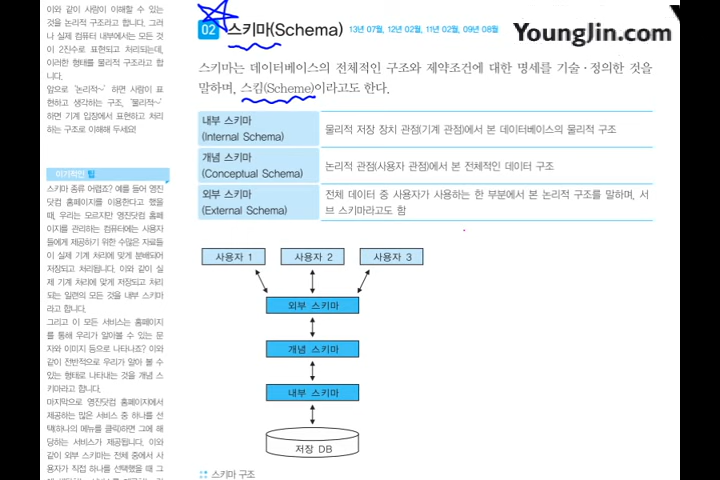 이와 같이 사람이 이해할 수 있는
것을 논리적 구조라고 합니다. 그러
나 실제 컴퓨터 내부에서는 모든 것
이 2진수로 표현되고 처리되는데,
이러한 형태를 물리적 구조라고 합
니다.
앞으로 '논리적~' 하면 사람이 표
현하고 생각하는 구조, '물리적~'
하면 기계 입장에서 표현하고 처리
하는 구조로 이해해 두세요!
이기적인 팁
스키마 종류 어렵죠? 예를 들어 영진
닷컴 홈페이지를 이용한다고 했을
때, 우리는 모르지만 영진닷컴 홈페
이지를 관리하는 컴퓨터에는 사용자
들에게 제공하기 위한 수많은 자료들
이 실제 기계 처리에 맞게 분배되어
저장되고 처리됩니다. 이와 같이 실
제 기계 처리에 맞게 저장되고 처리
되는 일련의 모든 것을 내부 스키마
라고 합니다.
그리고 이 모든 서비스는 홈페이지
를 통해 우리가 알아볼 수 있는 문
자와 이미지 등으로 나타나죠? 이와
같이 전반적으로 우리가 알아 볼 수
있는 형태로 나타내는 것을 개념 스
키마라고 합니다.
마지막으로 영진닷컴 홈페이지에서
제공하는 많은 서비스 중 하나를 선
택(하나의 메뉴를 클릭)하면 그에 해
당하는 서비스가 제공됩니다. 이와
같이 외부 스키마는 전체 중에서 사
용자가 직접 하나를 선택했을 때 그
02 스키마(Schema) 13년 07월, 12년 02월, 11년 02월, 09년 08월
YoungJin.com
스키마는 데이터베이스의 전체적인 구조와 제약조건에 대한 명세를 기술·정의한 것을
말하며, 스킴(Scheme)이라고도 한다.
내부 스키마
(Internal Schema)
물리적 저장 장치 관점(기계 관점)에서 본 데이터베이스의 물리적 구조
개념 스키마
(Conceptual Schema)
논리적 관점(사용자 관점)에서 본 전체적인 데이터 구조
외부 스키마
(External Schema)
전체 데이터 중 사용자가 사용하는 한 부분에서 본 논리적 구조를 말하며, 서
브 스키마라고도 함
사용자 1 사용자 2 사용자 3
외부 스키마
개념 스키마
내부 스키마
저장 DB
스키마 구조